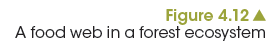 Figure 4.12 ▲
A food web in a forest ecosystem